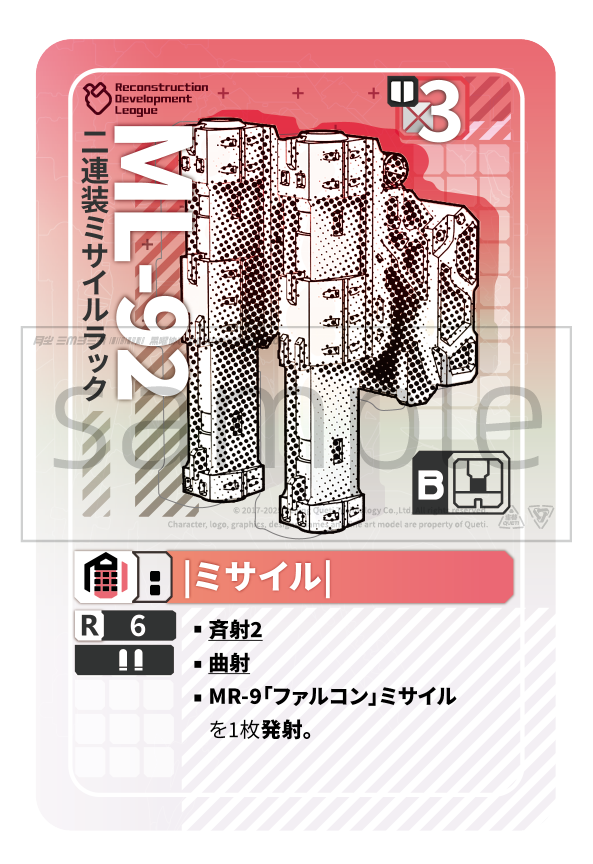 Reconstruction
Development
League
3
ML-92
二連装ミサイルラック
sample
B
|ミサイル|
R 6
!!
▪ 斉射2
▪ 曲射
▪ MR-9「ファルコン」ミサイル
を1枚発射。